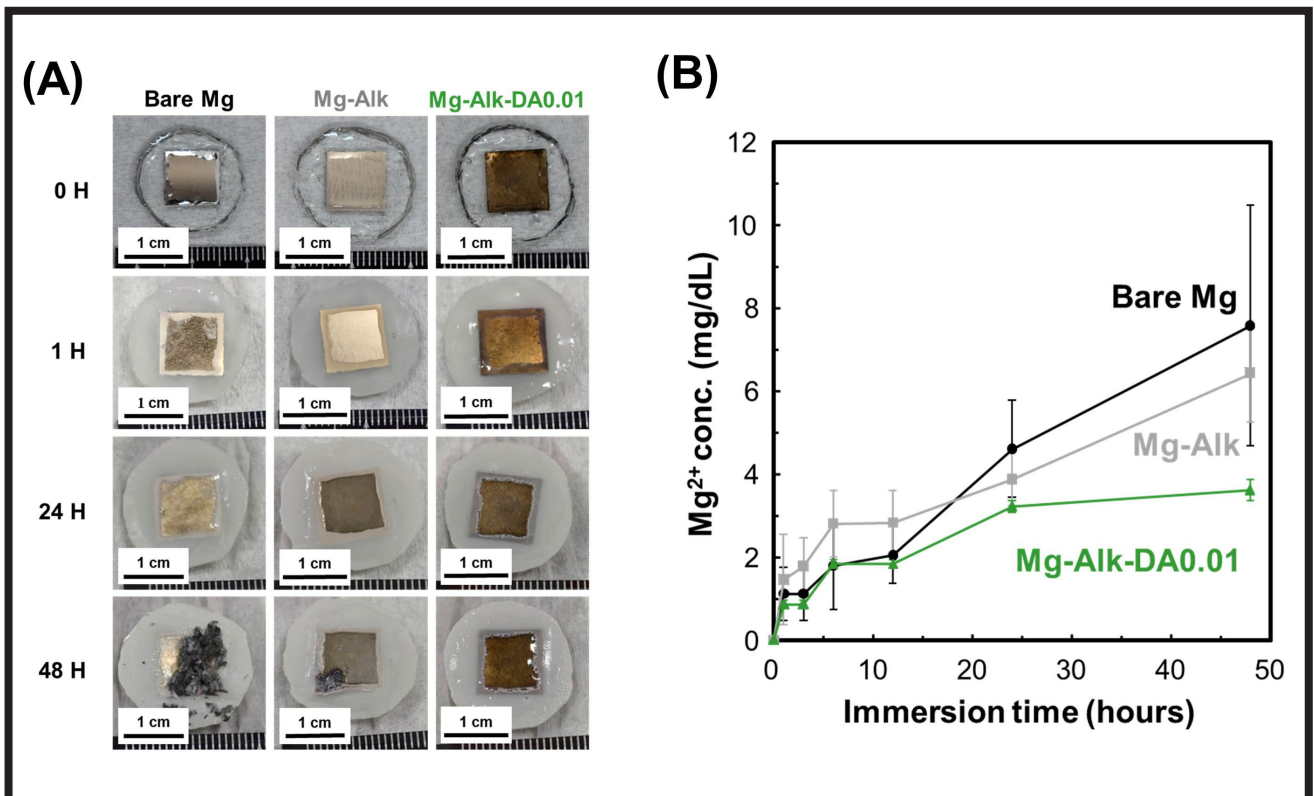 (A)
Bare Mg Mg-Alk Mg-Alk-DA0.01
0 H
1 cm 1 cm 1 cm
1 H
1 cm 1 cm 1 cm
24 H
1 cm 1 cm 1 cm
48 H
1 cm 1 cm 1 cm
(B)
12
10
8
6
4
2
0
Mg2+ conc. (mg/dL)
Bare Mg
Mg-Alk
Mg-Alk-DA0.01
0 10 20 30 40 50
Immersion time (hours)